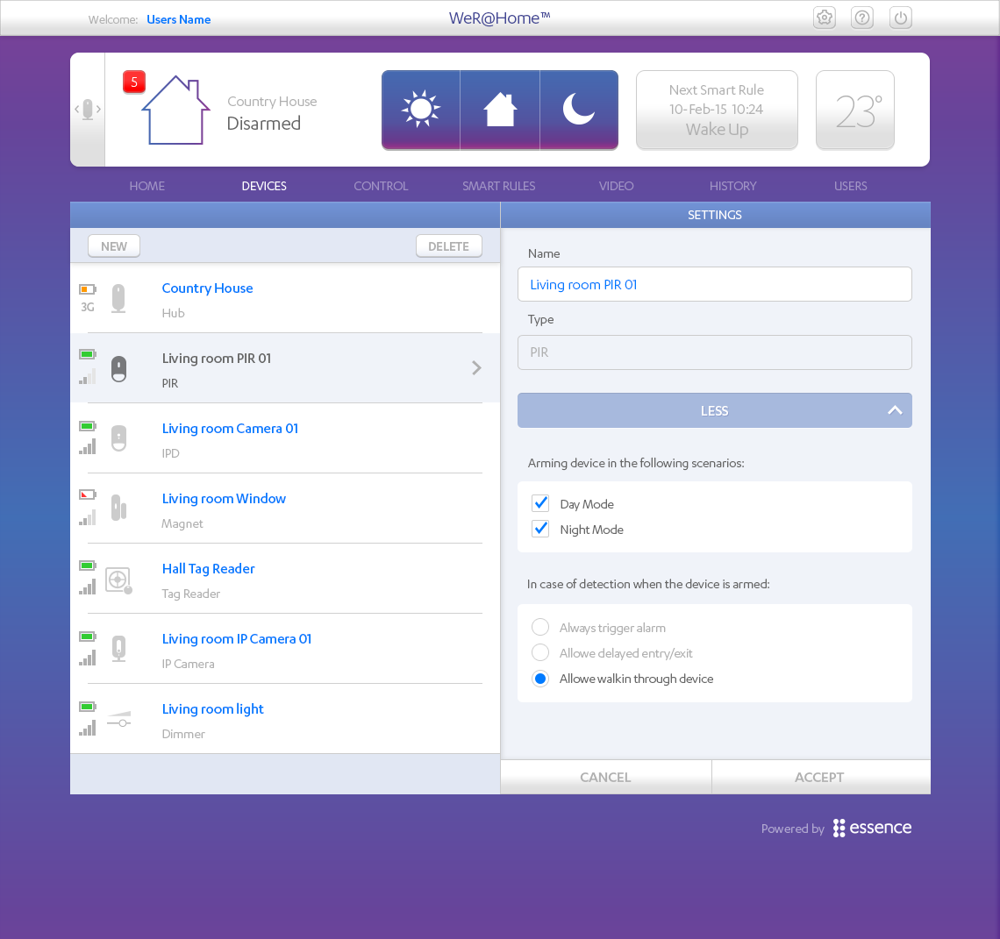 Welcome: Users Name
WeR@Home™
5
Country House
Disarmed
Next Smart Rule
10-Feb-15 10:24
Wake Up
23°
HOME
DEVICES
CONTROL
SMART RULES
VIDEO
HISTORY
USERS
NEW
DELETE
3G
Country House
Hub
Living room PIR 01
PIR
Living room Camera 01
IPD
Living room Window
Magnet
Hall Tag Reader
Tag Reader
Living room IP Camera 01
IP Camera
Living room light
Dimmer
SETTINGS
Name
Living room PIR 01
Type
PIR
LESS
Arming device in the following scenarios:
Day Mode
Night Mode
In case of detection when the device is armed:
Always trigger alarm
Allowe delayed entry/exit
Allowe walkin through device
CANCEL
ACCEPT
Powered by essence